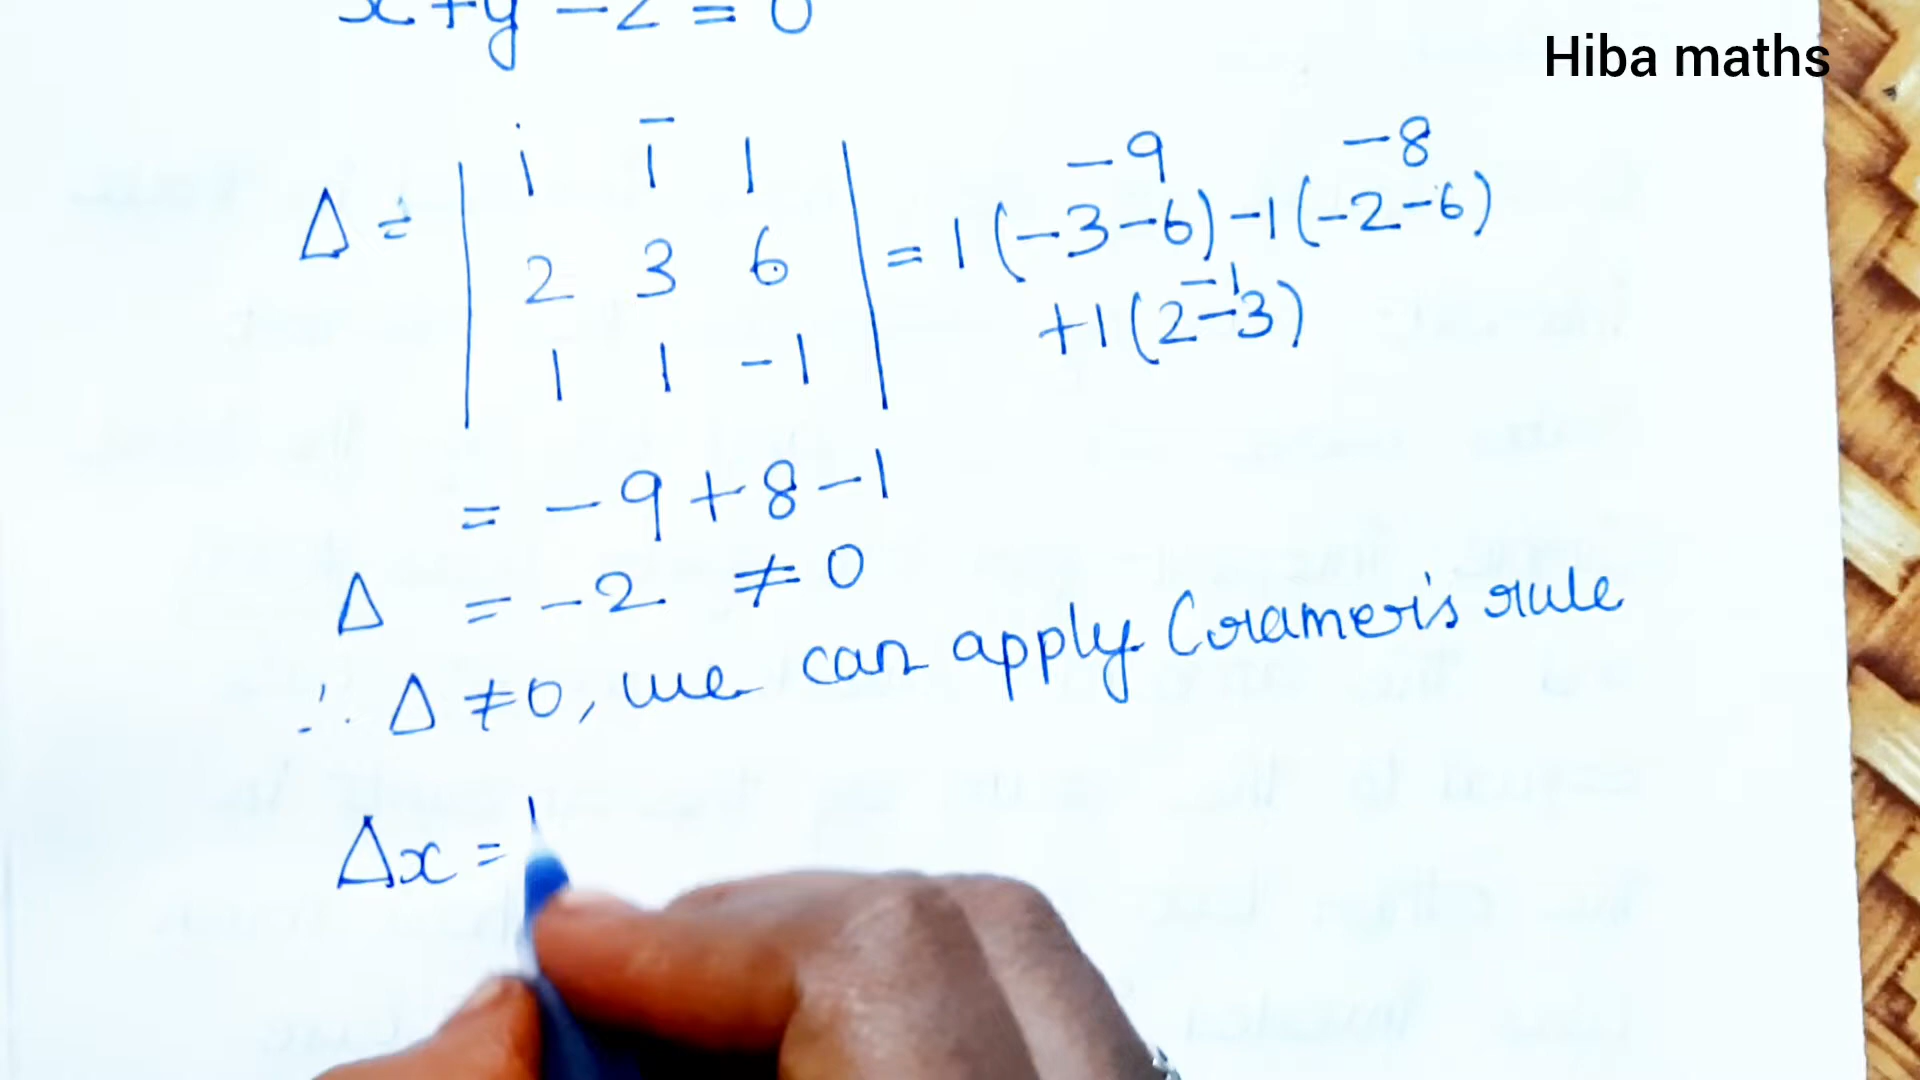 x+y-z=0
Hiba maths
Δ = | 1 1 1 | = 1(-3-6) -1(-2-6)
-9 -8
| 2 3 6 | +1(2-3)
-1
| 1 1 -1 |
= -9+8-1
Δ = -2 ≠ 0
∴ Δ ≠ 0, we can apply Cramer's rule
Δx =